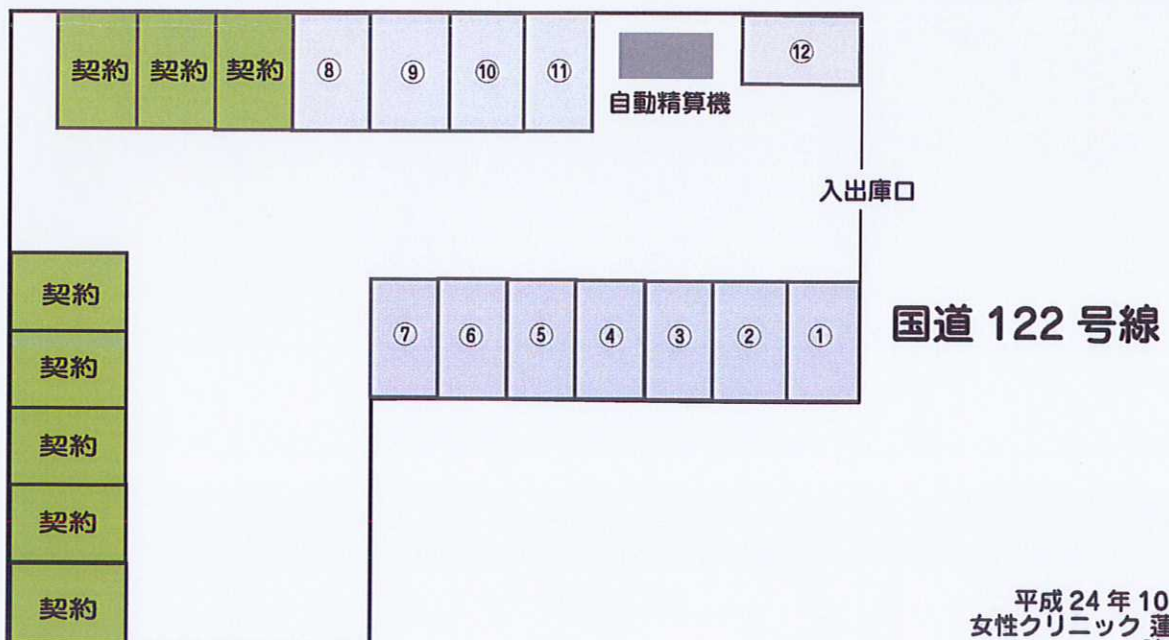 契約 契約 契約 ⑧ ⑨ ⑩ ⑪ ⑫
自動精算機
入出庫口
契約
契約
契約
契約
契約
⑦ ⑥ ⑤ ④ ③ ② ①
国道 122 号線
平成 24 年 10
女性クリニック 蓮